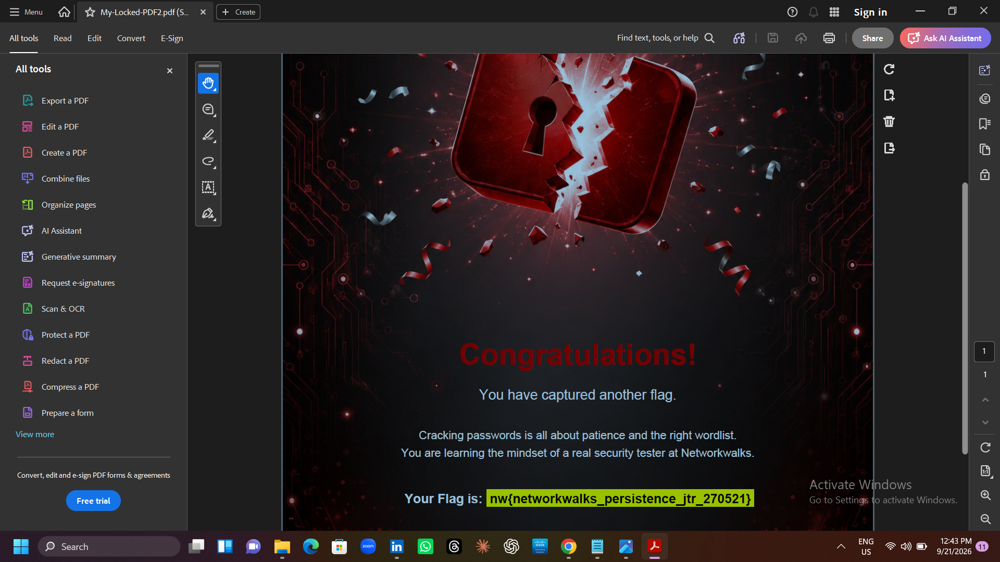 Menu
My-Locked-PDF2.pdf (S...
Create
Sign in
All tools
Read
Edit
Convert
E-Sign
Find text, tools, or help
Share
Ask AI Assistant
All tools
Export a PDF
Edit a PDF
Create a PDF
Combine files
Organize pages
AI Assistant
Generative summary
Request e-signatures
Scan & OCR
Protect a PDF
Redact a PDF
Compress a PDF
Prepare a form
View more
Convert, edit and e-sign PDF forms & agreements
Free trial
Congratulations!
You have captured another flag.
Cracking passwords is all about patience and the right wordlist.
You are learning the mindset of a real security tester at Networkwalks.
Your Flag is: nw{networkwalks_persistence_jtr_270521}
1
1
Activate Windows
Go to Settings to activate Windows.
Search
zoom
in
CISCO
ENG
US
12:43 PM
9/21/2026
11